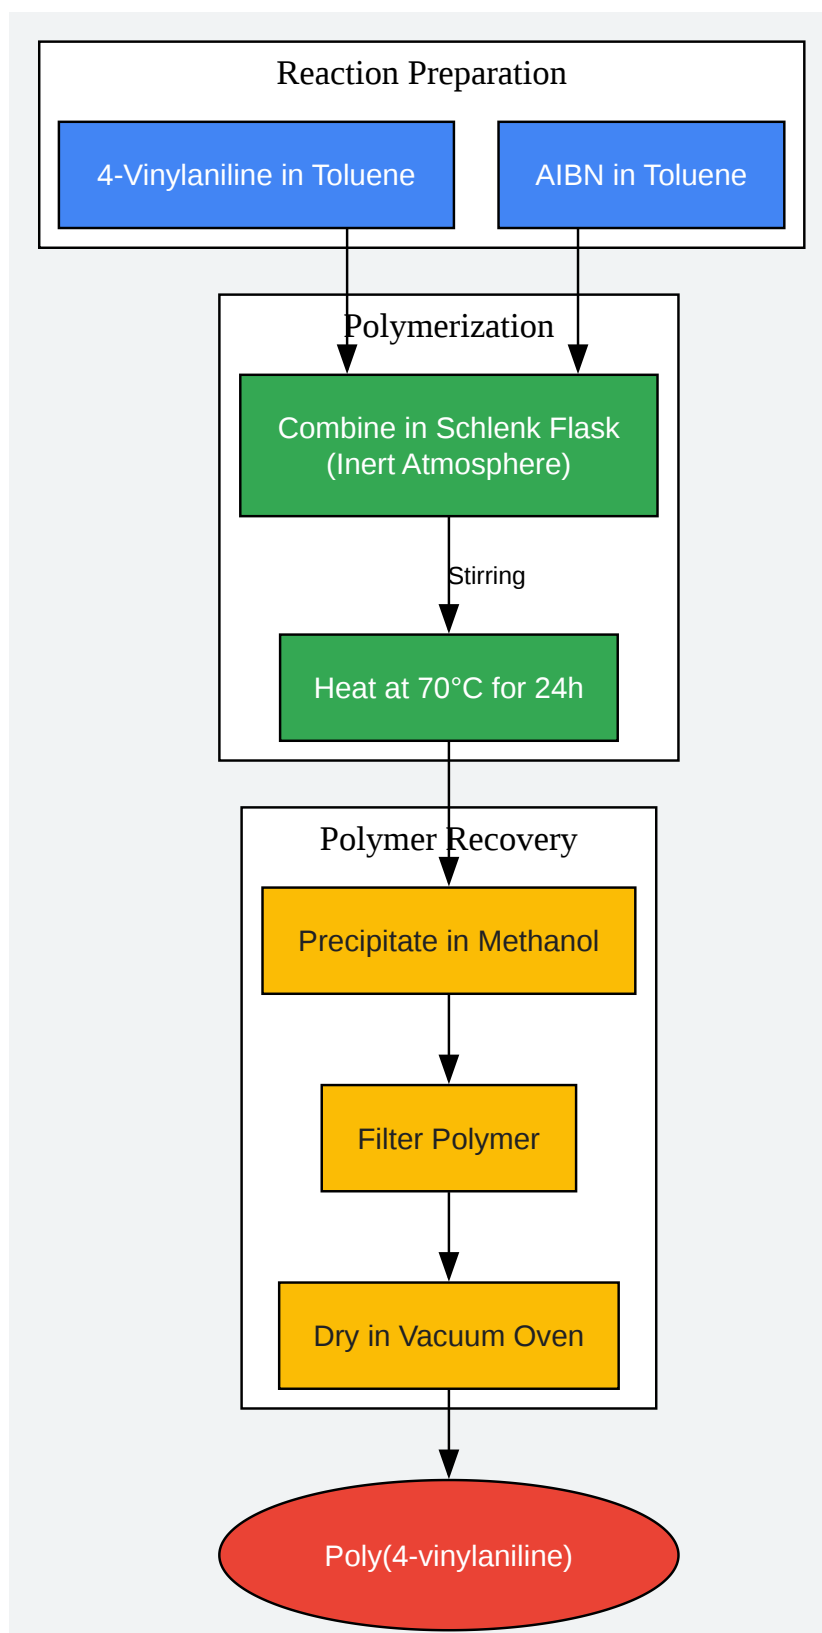 Reaction Preparation
4-Vinylaniline in Toluene
AIBN in Toluene
Polymerization
Combine in Schlenk Flask
(Inert Atmosphere)
Stirring
Heat at 70°C for 24h
Polymer Recovery
Precipitate in Methanol
Filter Polymer
Dry in Vacuum Oven
Poly(4-vinylaniline)